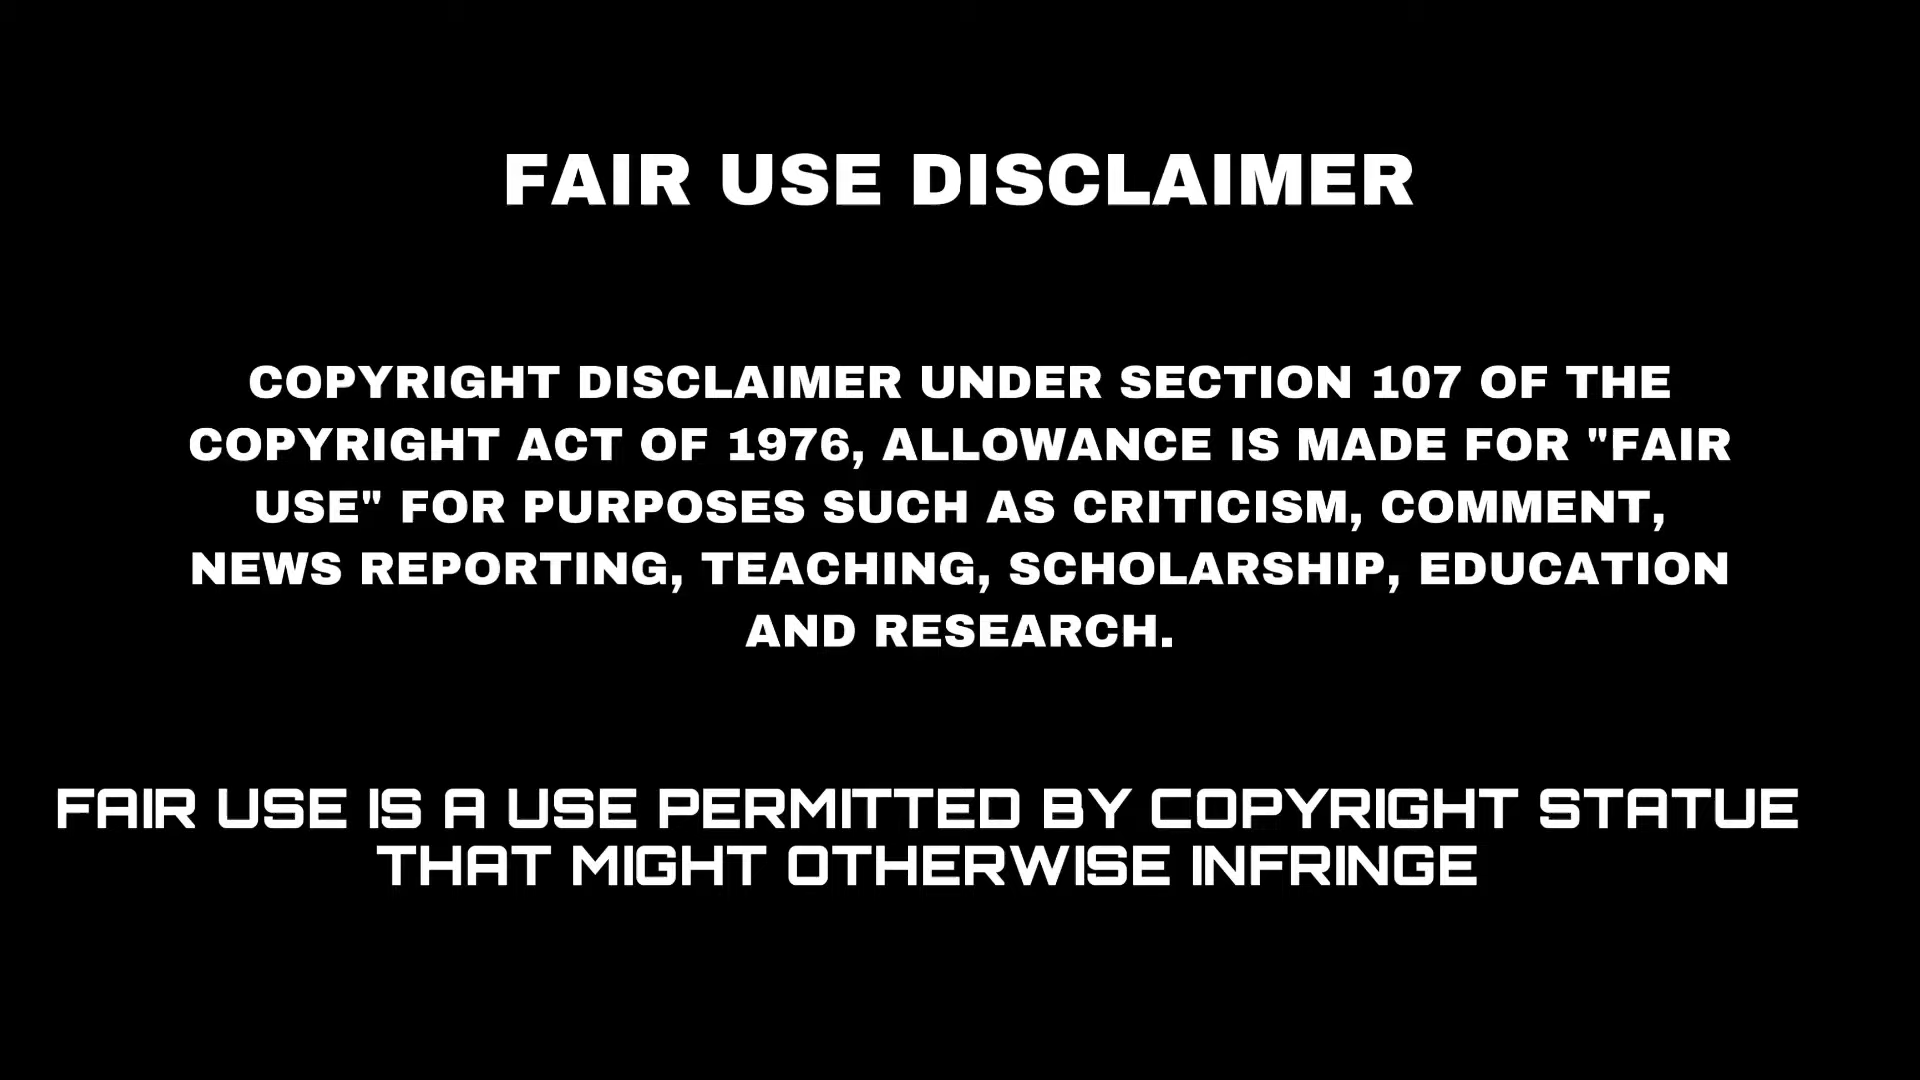 FAIR USE DISCLAIMER
COPYRIGHT DISCLAIMER UNDER SECTION 107 OF THE
COPYRIGHT ACT OF 1976, ALLOWANCE IS MADE FOR "FAIR
USE" FOR PURPOSES SUCH AS CRITICISM, COMMENT,
NEWS REPORTING, TEACHING, SCHOLARSHIP, EDUCATION
AND RESEARCH.
FAIR USE IS A USE PERMITTED BY COPYRIGHT STATUE
THAT MIGHT OTHERWISE INFRINGE